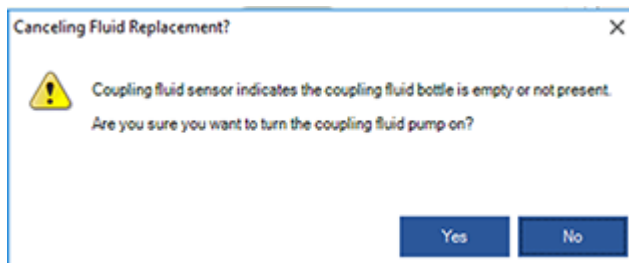 Canceling Fluid Replacement?
Coupling fluid sensor indicates the coupling fluid bottle is empty or not present.
Are you sure you want to turn the coupling fluid pump on?
Yes No